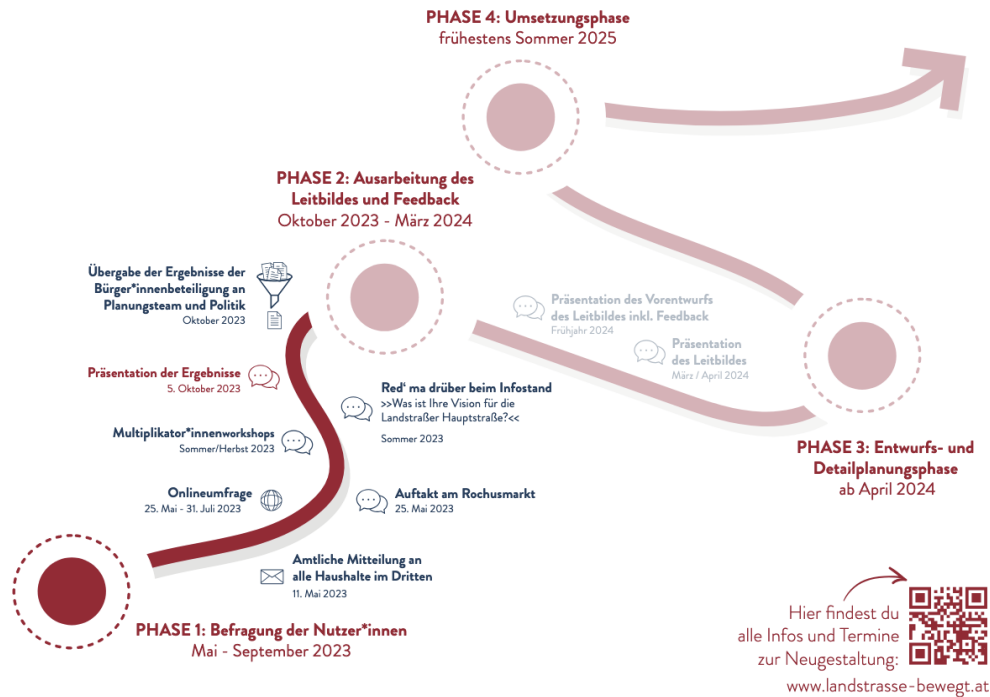 PHASE 4: Umsetzungsphase
frühestens Sommer 2025
PHASE 2: Ausarbeitung des
Leitbildes und Feedback
Oktober 2023 - März 2024
Übergabe der Ergebnisse der
Bürger*innenbeteiligung an
Planungsteam und Politik
Oktober 2023
Präsentation des Vorentwurfs
des Leitbildes inkl. Feedback
Frühjahr 2024
Präsentation
des Leitbildes
März / April 2024
Präsentation der Ergebnisse
5. Oktober 2023
Red' ma drüber beim Infostand
>>Was ist Ihre Vision für die
Landstraßer Hauptstraße?<<
Sommer 2023
Multiplikator*innenworkshops
Sommer/Herbst 2023
PHASE 3: Entwurfs- und
Detailplanungsphase
ab April 2024
Onlineumfrage
25. Mai - 31. Juli 2023
Auftakt am Rochusmarkt
25. Mai 2023
Amtliche Mitteilung an
alle Haushalte im Dritten
11. Mai 2023
PHASE 1: Befragung der Nutzer*innen
Mai - September 2023
Hier findest du
alle Infos und Termine
zur Neugestaltung:
www.landstrasse-bewegt.at